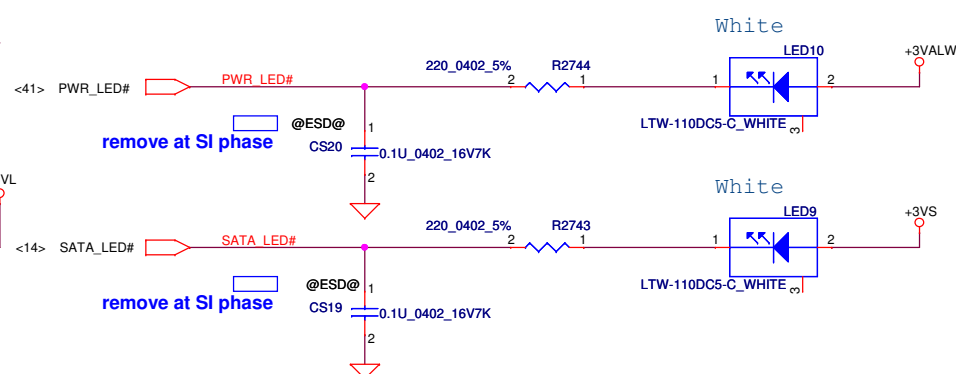 White
LED10
+3VALW
<41> PWR_LED#
PWR_LED#
220_0402_5%
R2744
2
1
1
2
LTW-110DC5-C_WHITE
3
@ESD@
1
remove at SI phase
CS20
0.1U_0402_16V7K
2
VL
White
LED9
+3VS
<14> SATA_LED#
SATA_LED#
220_0402_5%
R2743
2
1
1
2
LTW-110DC5-C_WHITE
3
@ESD@
1
remove at SI phase
CS19
0.1U_0402_16V7K
2